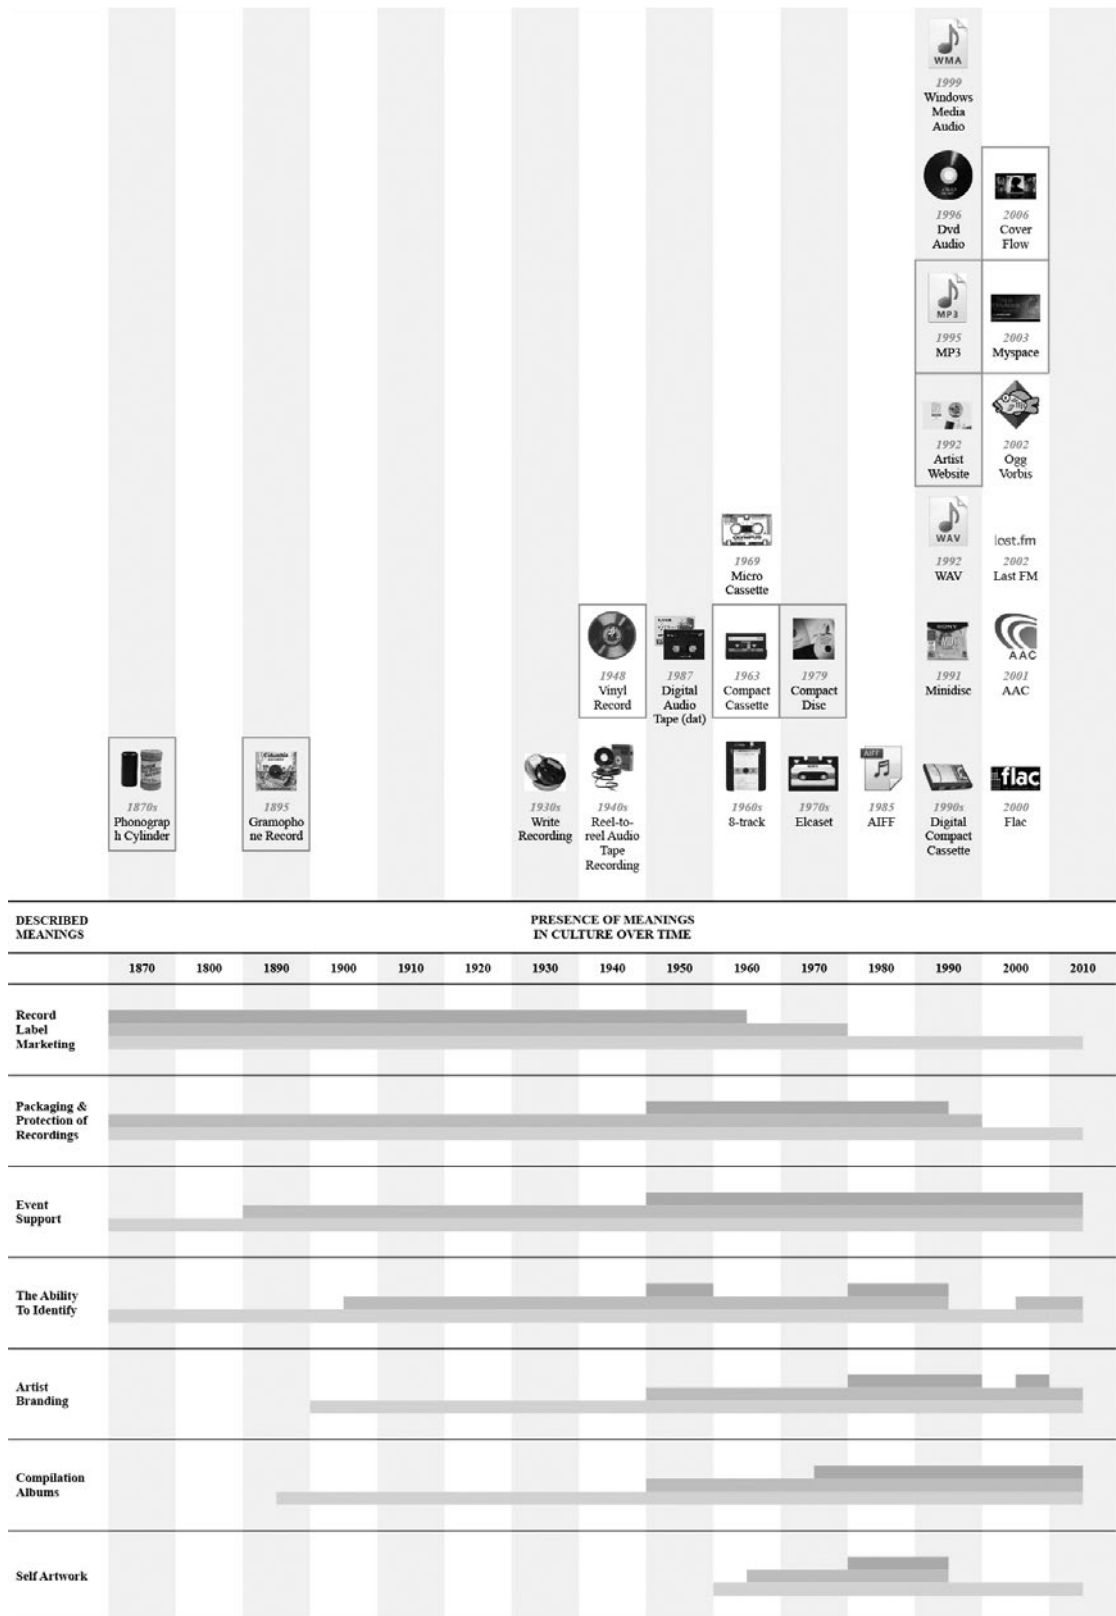 WMA
1999
Windows
Media
Audio
1996
Dvd
Audio
2006
Cover
Flow
MP3
1995
MP3
2003
Myspace
1992
Artist
Website
2002
Ogg
Vorbis
1969
Micro
Cassette
WAV
1992
WAV
lost.fm
2002
Last FM
1948
Vinyl
Record
1987
Digital
Audio
Tape (dat)
1963
Compact
Cassette
1979
Compact
Disc
SONY
1991
Minidisc
AAC
2001
AAC
1870s
Phonograp
h Cylinder
Columbia
1895
Gramopho
ne Record
1930s
Write
Recording
1940s
Reel-to-
reel Audio
Tape
Recording
1960s
8-track
1970s
Elcaset
AIFF
1985
AIFF
1990s
Digital
Compact
Cassette
flac
2000
Flac
DESCRIBED
MEANINGS
PRESENCE OF MEANINGS
IN CULTURE OVER TIME
1870 1800 1890 1900 1910 1920 1930 1940 1950 1960 1970 1980 1990 2000 2010
Record
Label
Marketing
Packaging &
Protection of
Recordings
Event
Support
The Ability
To Identify
Artist
Branding
Compilation
Albums
Self Artwork